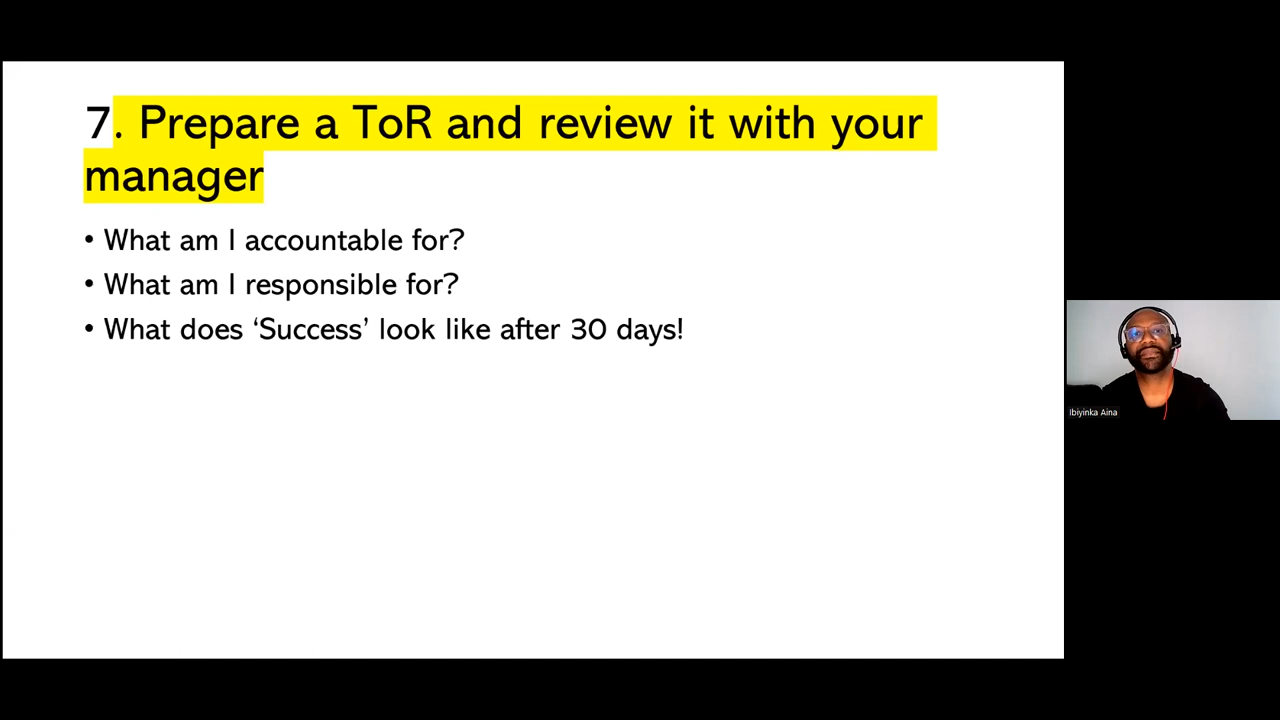 7. Prepare a ToR and review it with your
manager
• What am I accountable for?
• What am I responsible for?
• What does ‘Success’ look like after 30 days!
Ibiyinka Aina